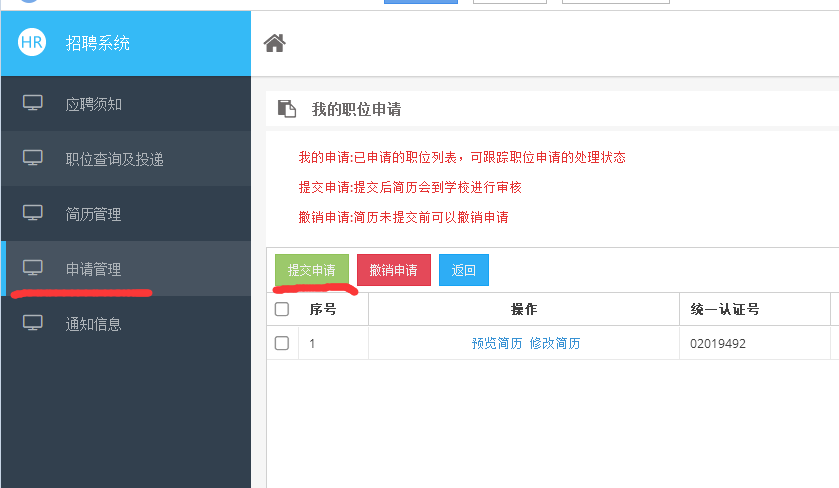 HR 招聘系统
应聘须知
职位查询及投递
简历管理
申请管理
通知信息
我的职位申请
我的申请:已申请的职位列表，可跟踪职位申请的处理状态
提交申请:提交后简历会到学校进行审核
撤销申请:简历未提交前可以撤销申请
提交申请 撤销申请 返回
序号 操作 统一认证号
1 预览简历 修改简历 02019492